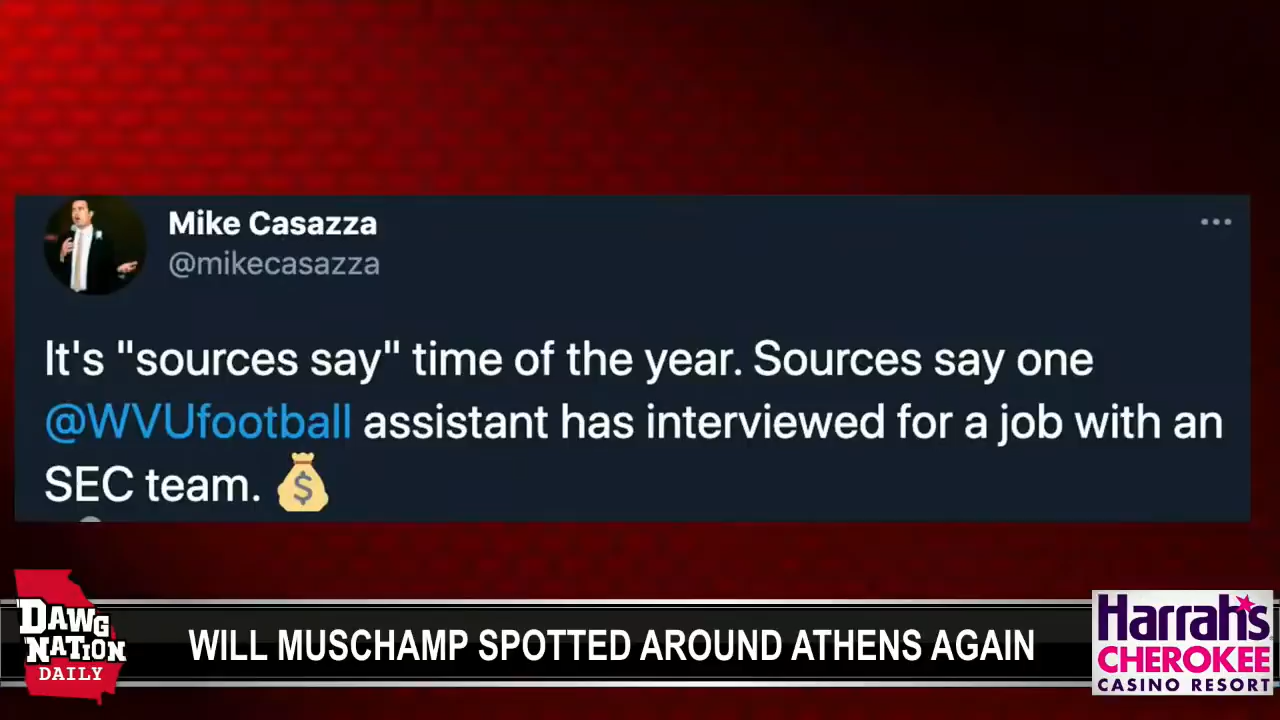 Mike Casazza
@mikecasazza
It's "sources say" time of the year. Sources say one
@WVUfootball assistant has interviewed for a job with an
SEC team.
DAWG
NATION
DAILY
WILL MUSCHAMP SPOTTED AROUND ATHENS AGAIN
Harrah's
CHEROKEE
CASINO RESORT